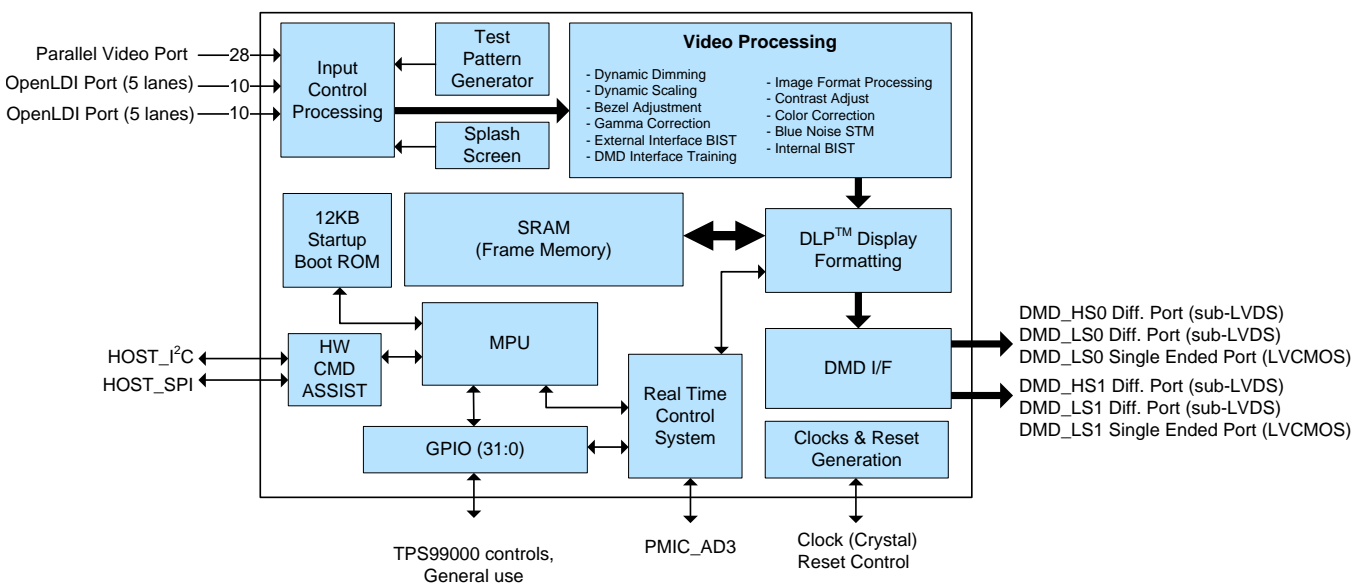 Parallel Video Port
28
OpenLDI Port (5 lanes)
10
OpenLDI Port (5 lanes)
10
Input
Control
Processing
Test
Pattern
Generator
Splash
Screen
Video Processing
- Dynamic Dimming
- Dynamic Scaling
- Bezel Adjustment
- Gamma Correction
- External Interface BIST
- DMD Interface Training
- Image Format Processing
- Contrast Adjust
- Color Correction
- Blue Noise STM
- Internal BIST
12KB
Startup
Boot ROM
SRAM
(Frame Memory)
DLP™ Display
Formatting
HOST_I²C
HOST_SPI
HW
CMD
ASSIST
MPU
Real Time
Control
System
DMD I/F
DMD_HS0 Diff. Port (sub-LVDS)
DMD_LS0 Diff. Port (sub-LVDS)
DMD_LS0 Single Ended Port (LVCMOS)
DMD_HS1 Diff. Port (sub-LVDS)
DMD_LS1 Diff. Port (sub-LVDS)
DMD_LS1 Single Ended Port (LVCMOS)
GPIO (31:0)
Clocks & Reset
Generation
TPS99000 controls,
General use
PMIC_AD3
Clock (Crystal)
Reset Control